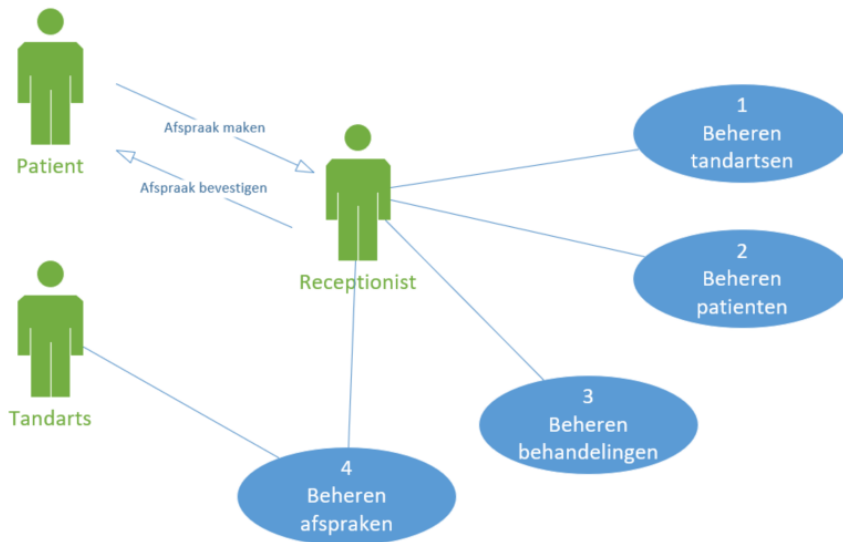 Patient
Afspraak maken
Afspraak bevestigen
Receptionist
Tandarts
1
Beheren
tandartsen
2
Beheren
patienten
3
Beheren
behandelingen
4
Beheren
afspraken